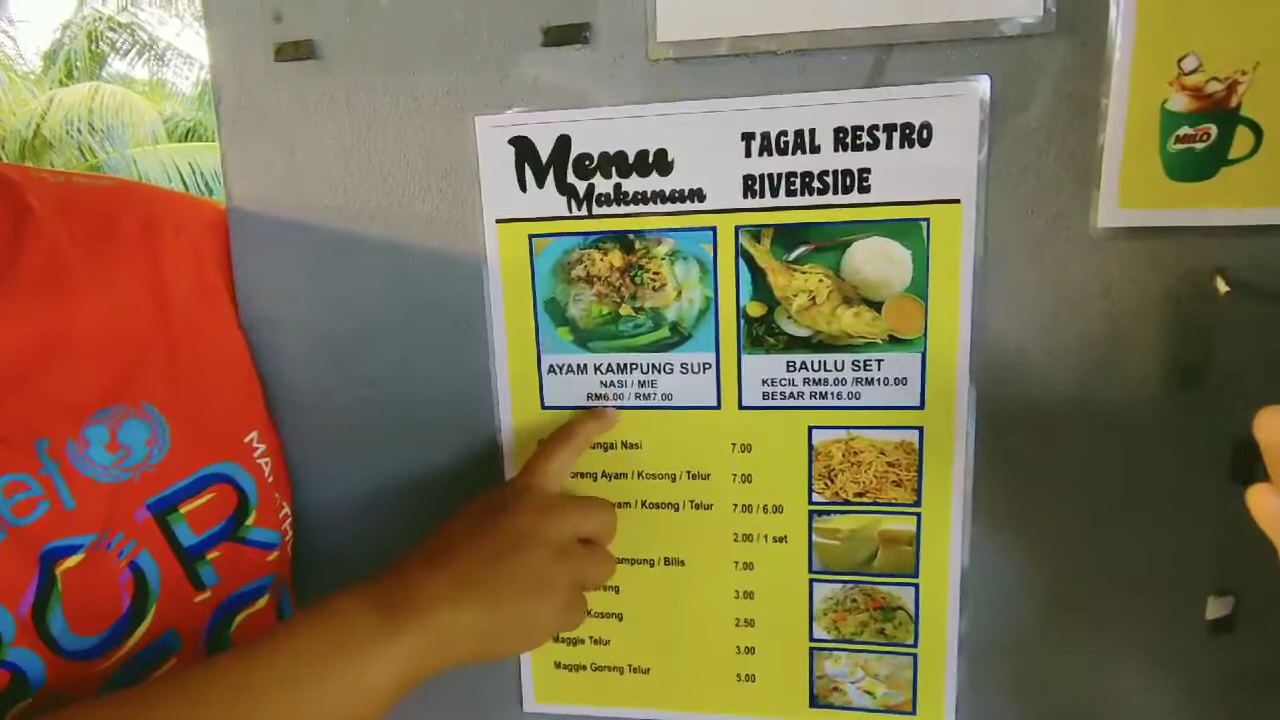 Menu
Makanan
TAGAL RESTRO
RIVERSIDE
MILO
AYAM KAMPUNG SUP
NASI / MIE
RM6.00 / RM7.00
BAULU SET
KECIL RM8.00 /RM10.00
BESAR RM16.00
ungai Nasi 7.00
oreng Ayam / Kosong / Telur 7.00
yam / Kosong / Telur 7.00 / 6.00
2.00 / 1 set
ampung / Bilis 7.00
oreng 3.00
Kosong 2.50
Maggie Telur 3.00
Maggie Goreng Telur 5.00
ef
BOR